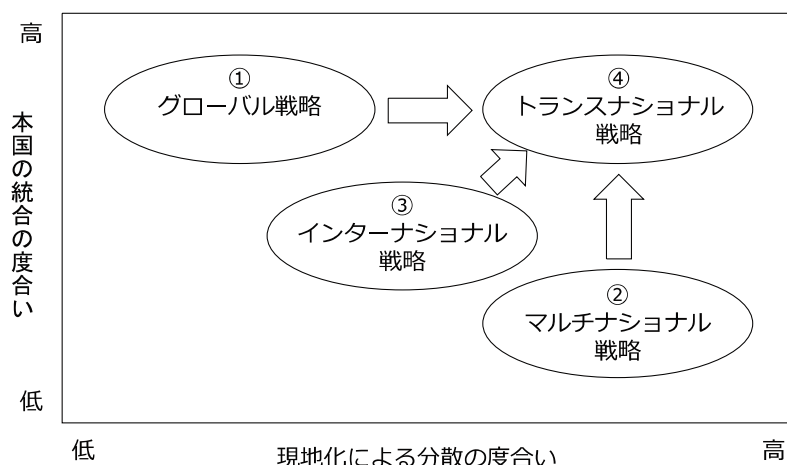 高
本国の統合の度合い
低
①
グローバル戦略
④
トランスナショナル
戦略
③
インターナショナル
戦略
②
マルチナショナル
戦略
低
現地化による分散の度合い
高